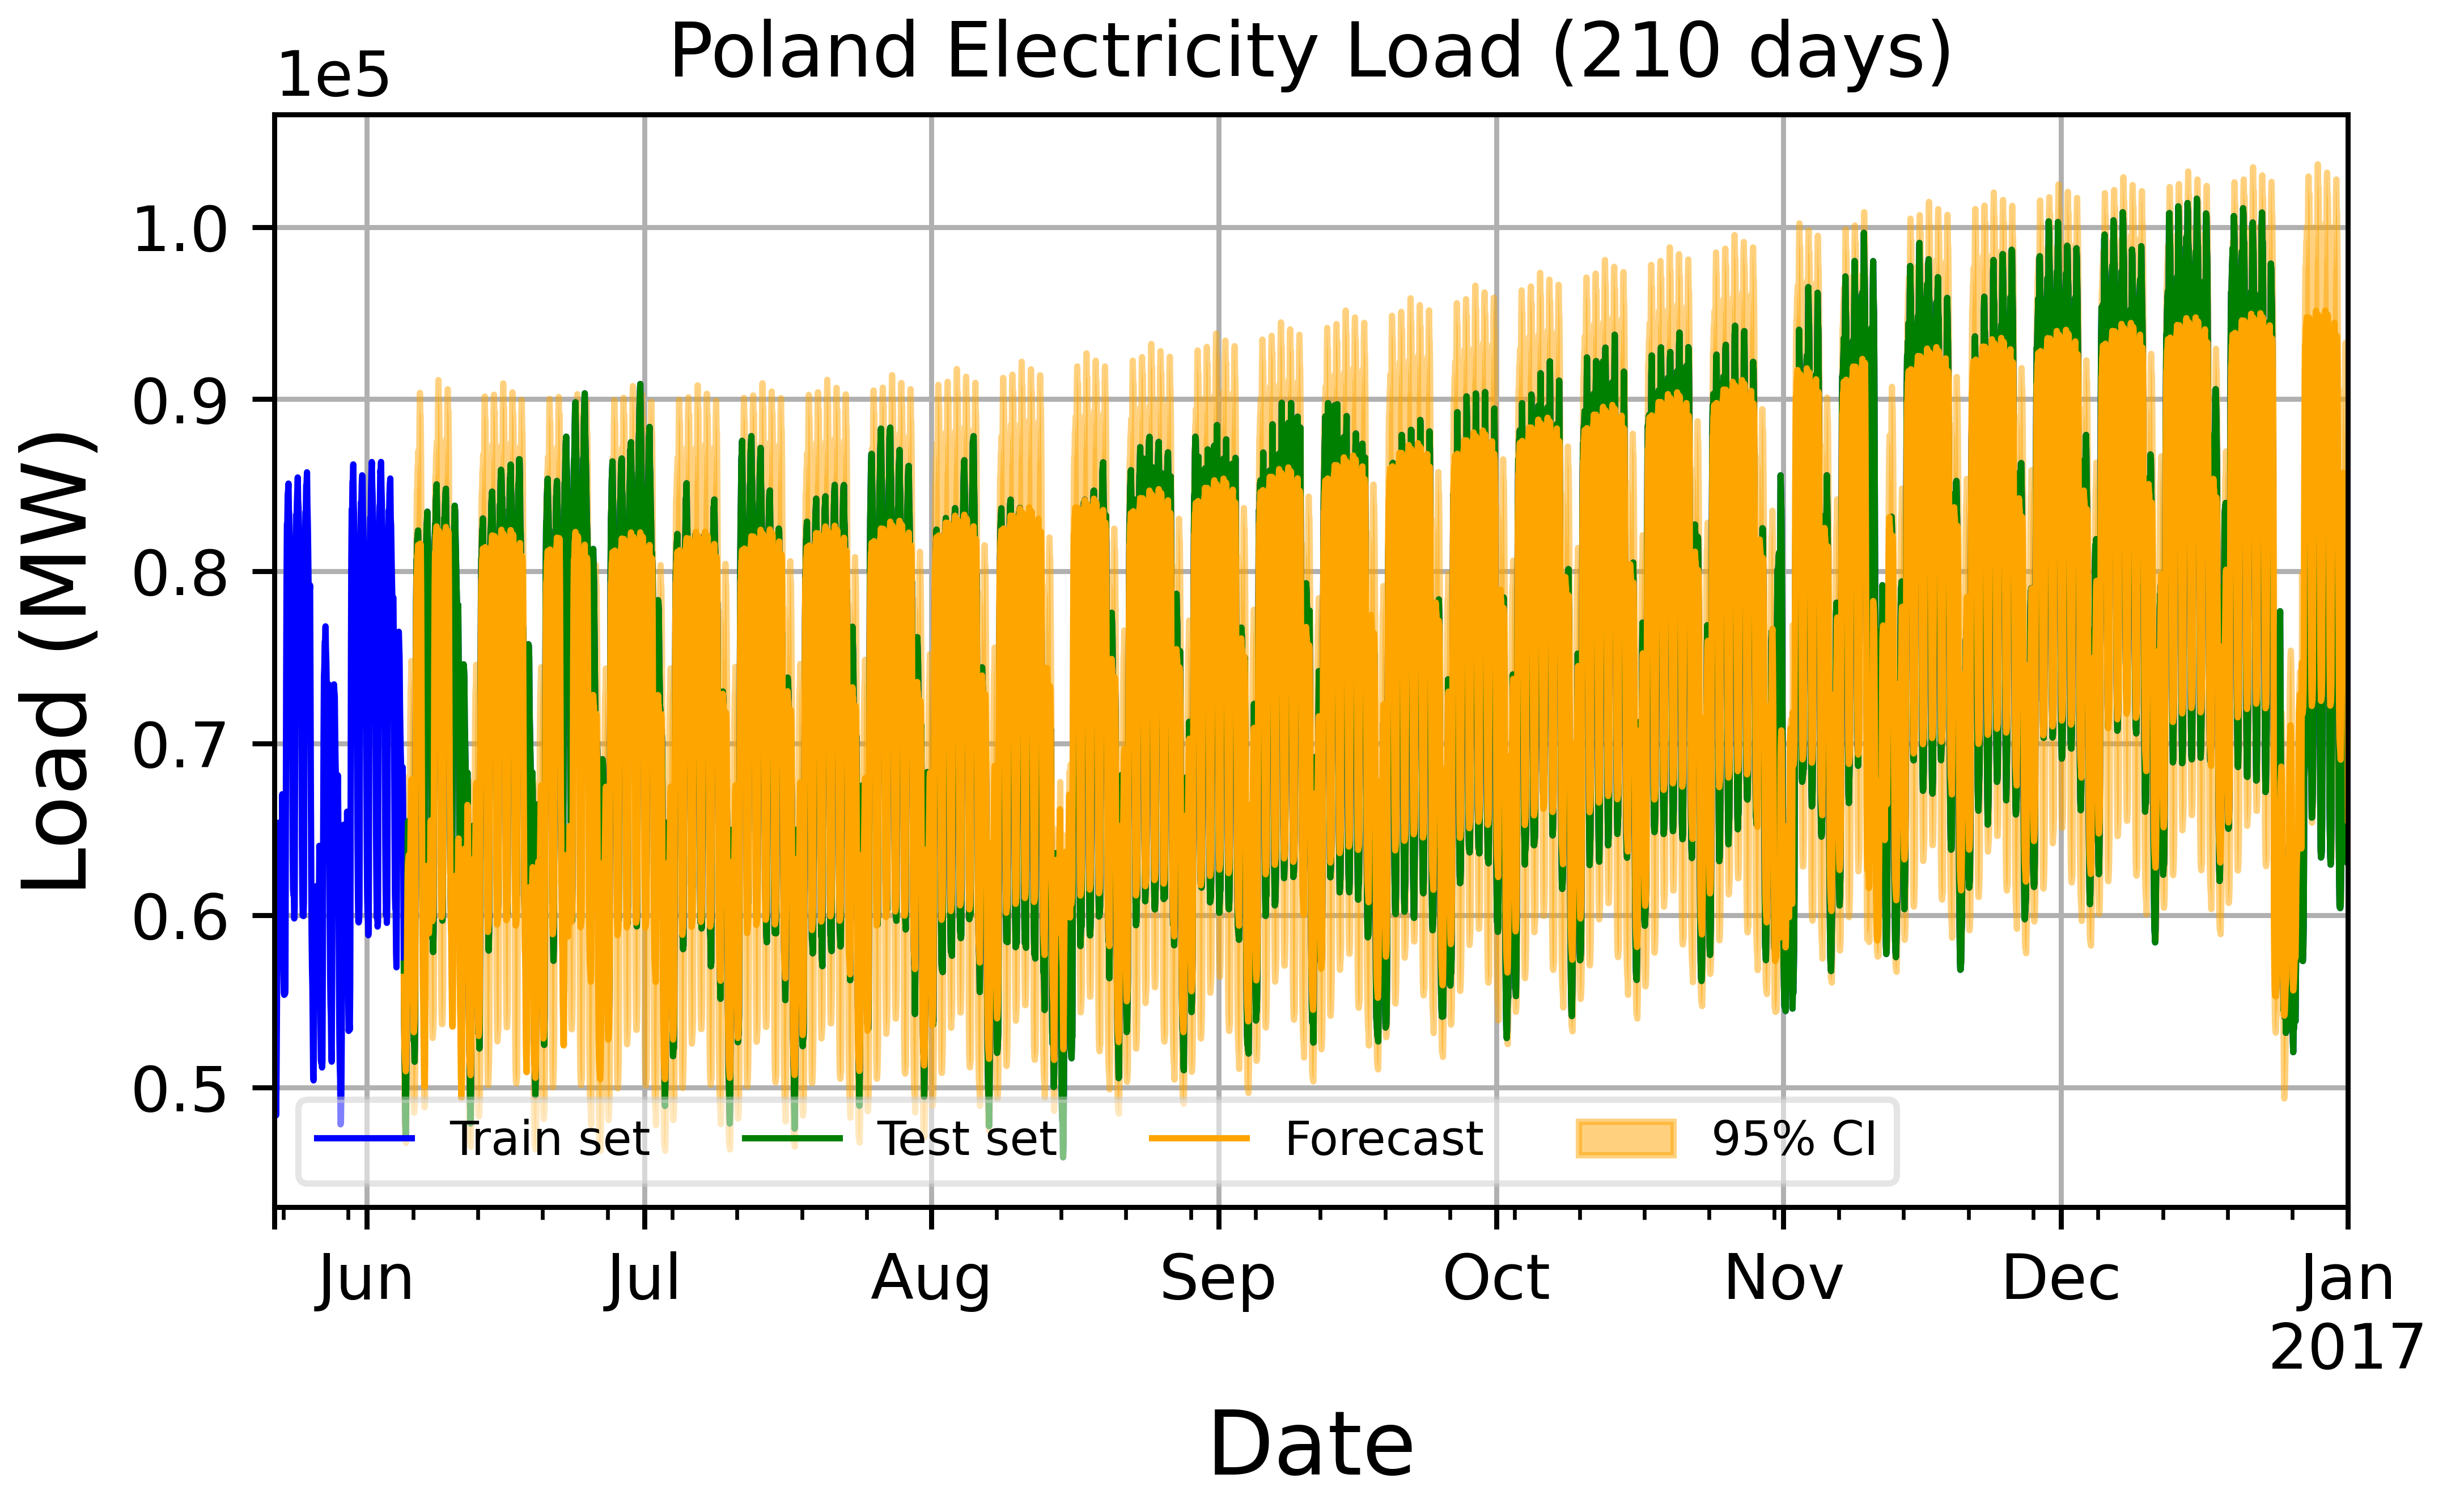 Poland Electricity Load (210 days)
1e5
Load (MW)
1.0
0.9
0.8
0.7
0.6
0.5
Train set
Test set
Forecast
95% CI
Jun
Jul
Aug
Sep
Oct
Nov
Dec
Jan
2017
Date